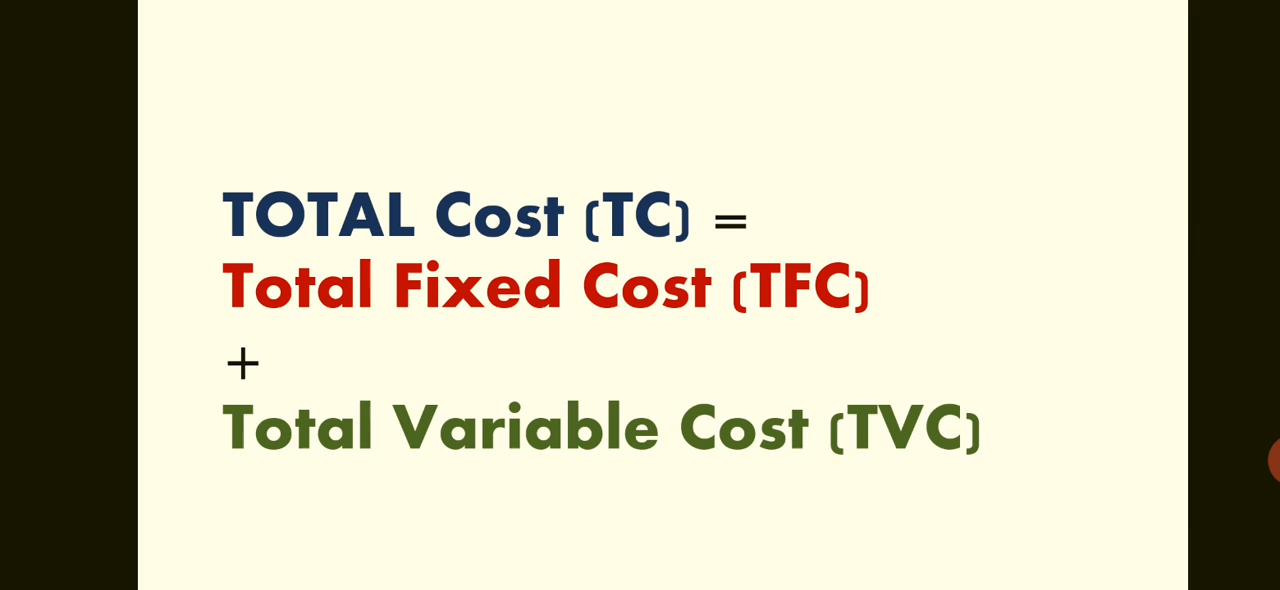 TOTAL Cost (TC) =
Total Fixed Cost (TFC)
+
Total Variable Cost (TVC)